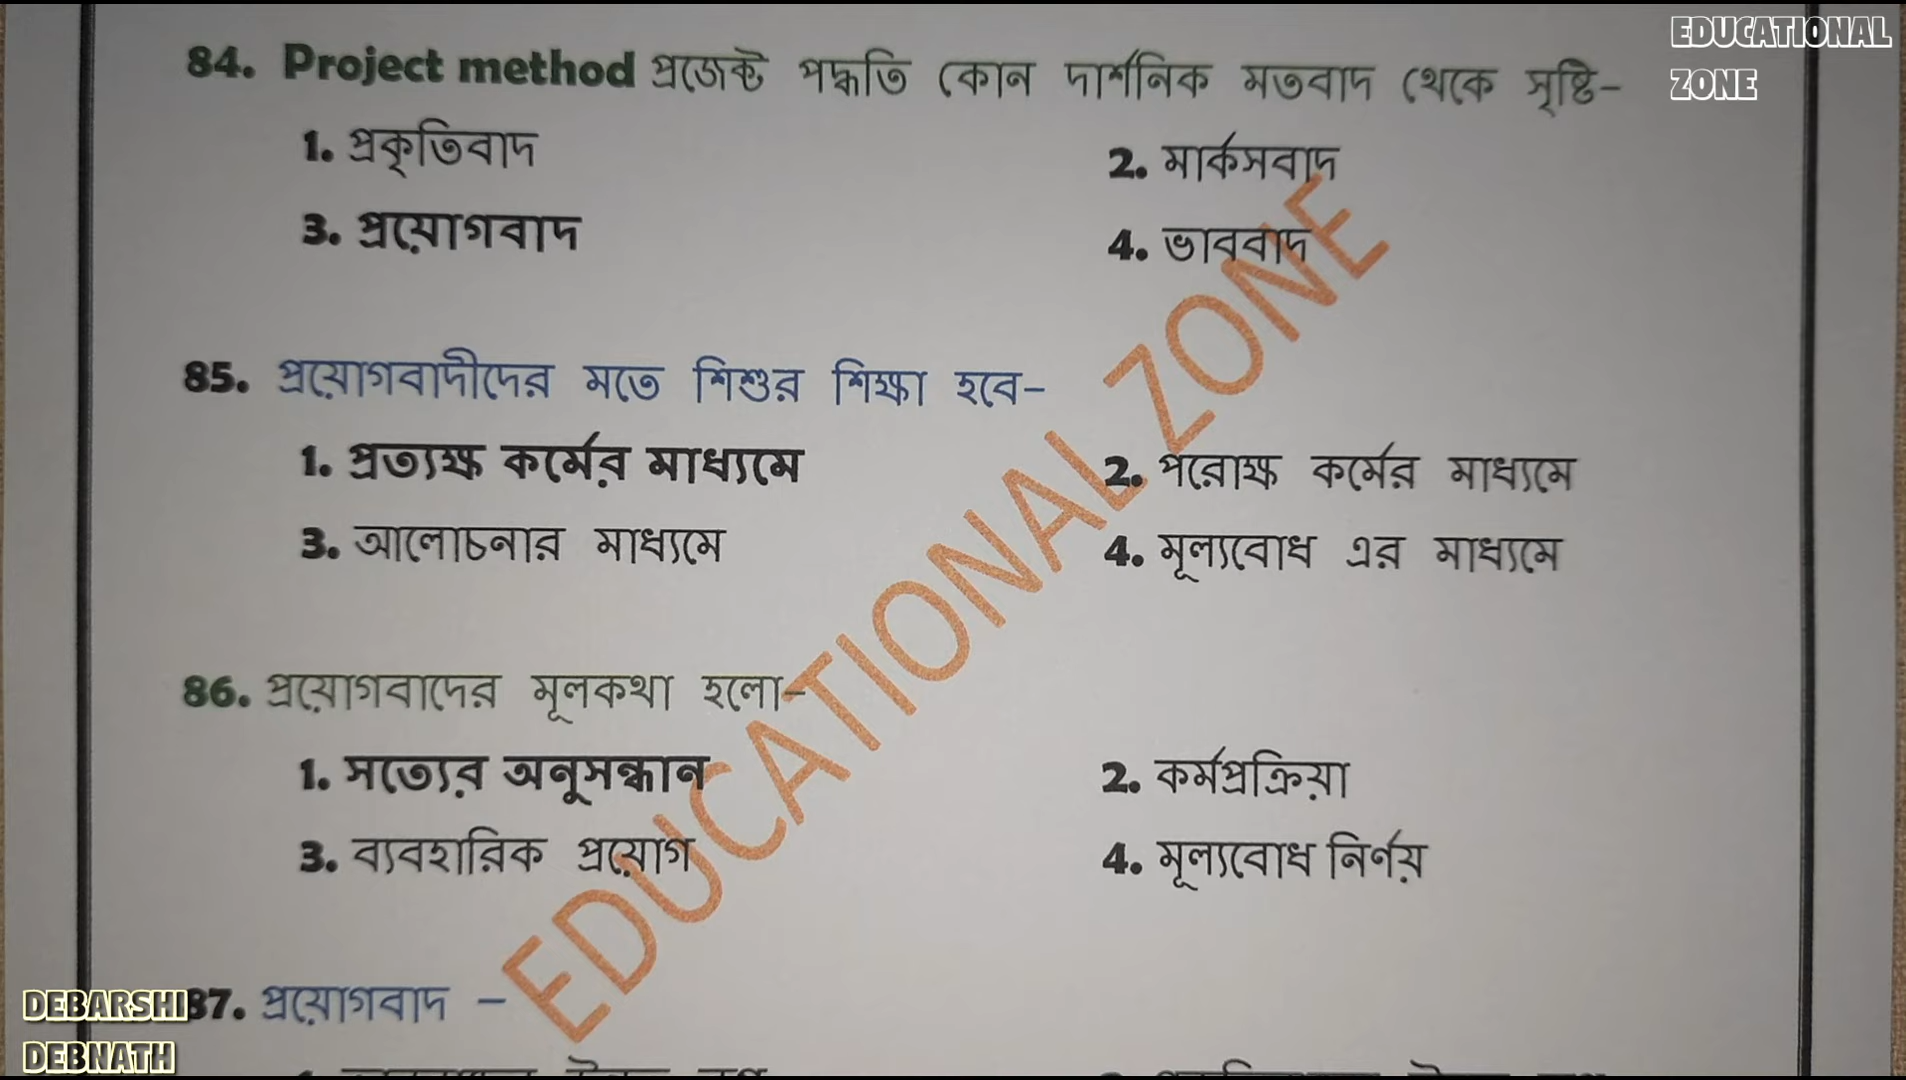 EDUCATIONAL
ZONE
84. Project method প্রজেক্ট পদ্ধতি কোন দার্শনিক মতবাদ থেকে সৃষ্টি-
1. প্রকৃতিবাদ
2. মার্কসবাদ
3. প্রয়োগবাদ
4. ভাববাদ
85. প্রয়োগবাদীদের মতে শিশুর শিক্ষা হবে-
1. প্রত্যক্ষ কর্মের মাধ্যমে
2. পরোক্ষ কর্মের মাধ্যমে
3. আলোচনার মাধ্যমে
4. মূল্যবোধ এর মাধ্যমে
86. প্রয়োগবাদের মূলকথা হলো-
1. সত্যের অনুসন্ধান
2. কর্মপ্রক্রিয়া
3. ব্যবহারিক প্রয়োগ
4. মূল্যবোধ নির্ণয়
87. প্রয়োগবাদ -
EDUCATIONAL ZONE
DEBARSHI
DEBNATH